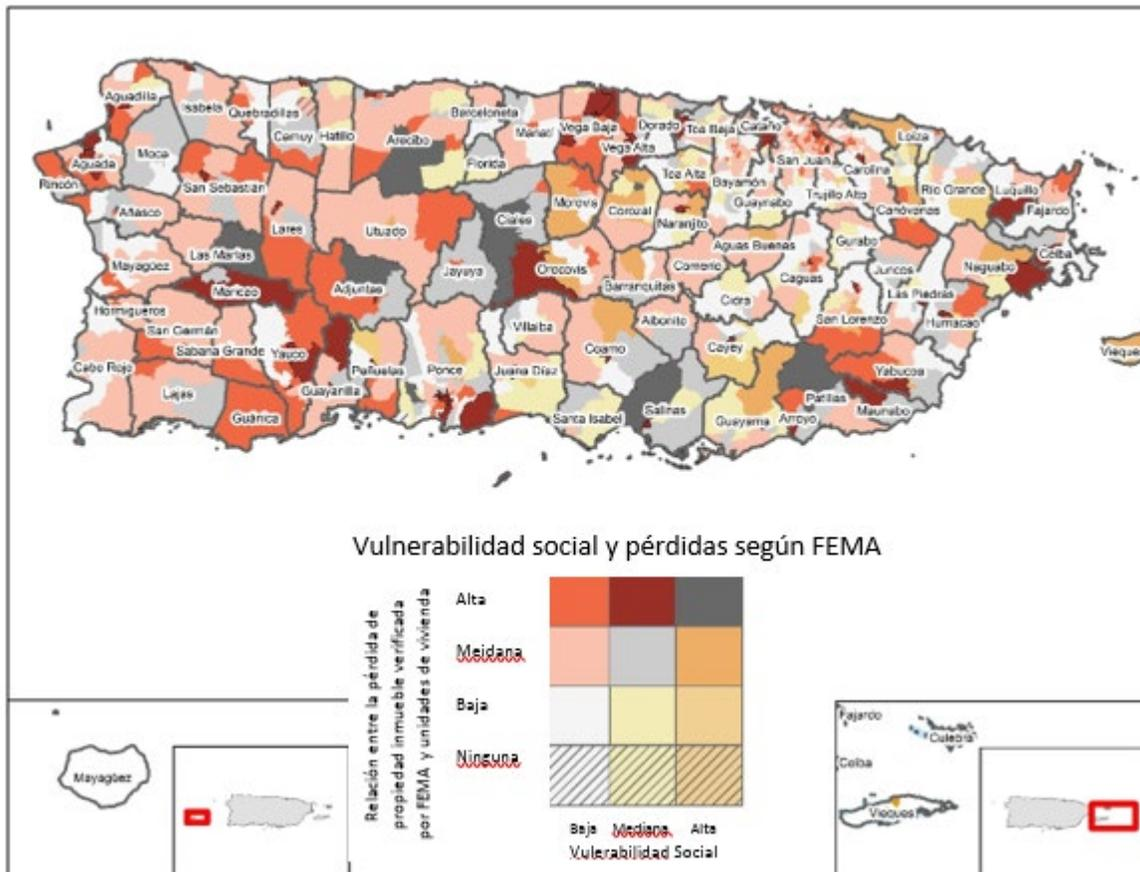 Aguadilla
Isabela
Quebradillas
Camuy
Hatillo
Arecibo
Barceloneta
Manatí
Vega Baja
Dorado
Toa Baja
Cataño
Loiza
Aguada
Moca
Florida
Vega Alta
San Juan
Rincón
San Sebastián
Toa Alta
Bayamón
Carolina
Rio Grande
Luquillo
Añasco
Lares
Utuado
Ciales
Morovis
Corozal
Naranjito
Guaynabo
Trujillo Alto
Canóvanas
Fajardo
Las Marías
Mayagüez
Maricao
Adjuntas
Jayuya
Orocovis
Barranquitas
Comerío
Aguas Buenas
Caguas
Gurabo
Juncos
Naguabo
Ceiba
Hormigueros
San Germán
Sabana Grande
Yauco
Villalba
Aibonito
Cidra
San Lorenzo
Las Piedras
Humacao
Vieques
Cabo Rojo
Lajas
Guánica
Guayanilla
Peñuelas
Ponce
Juana Díaz
Coamo
Cayey
Yabucoa
Santa Isabel
Salinas
Guayama
Arroyo
Patillas
Maunabo
Vulnerabilidad social y pérdidas según FEMA
Relación entre la pérdida de
propiedad inmueble verificada
por FEMA y unidades de vivienda
Alta
Meidana
Baja
Ninguna
Baja Mediana Alta
Vulerabilidad Social
Mayagüez
Fajardo
Culebra
Ceiba
Vieques